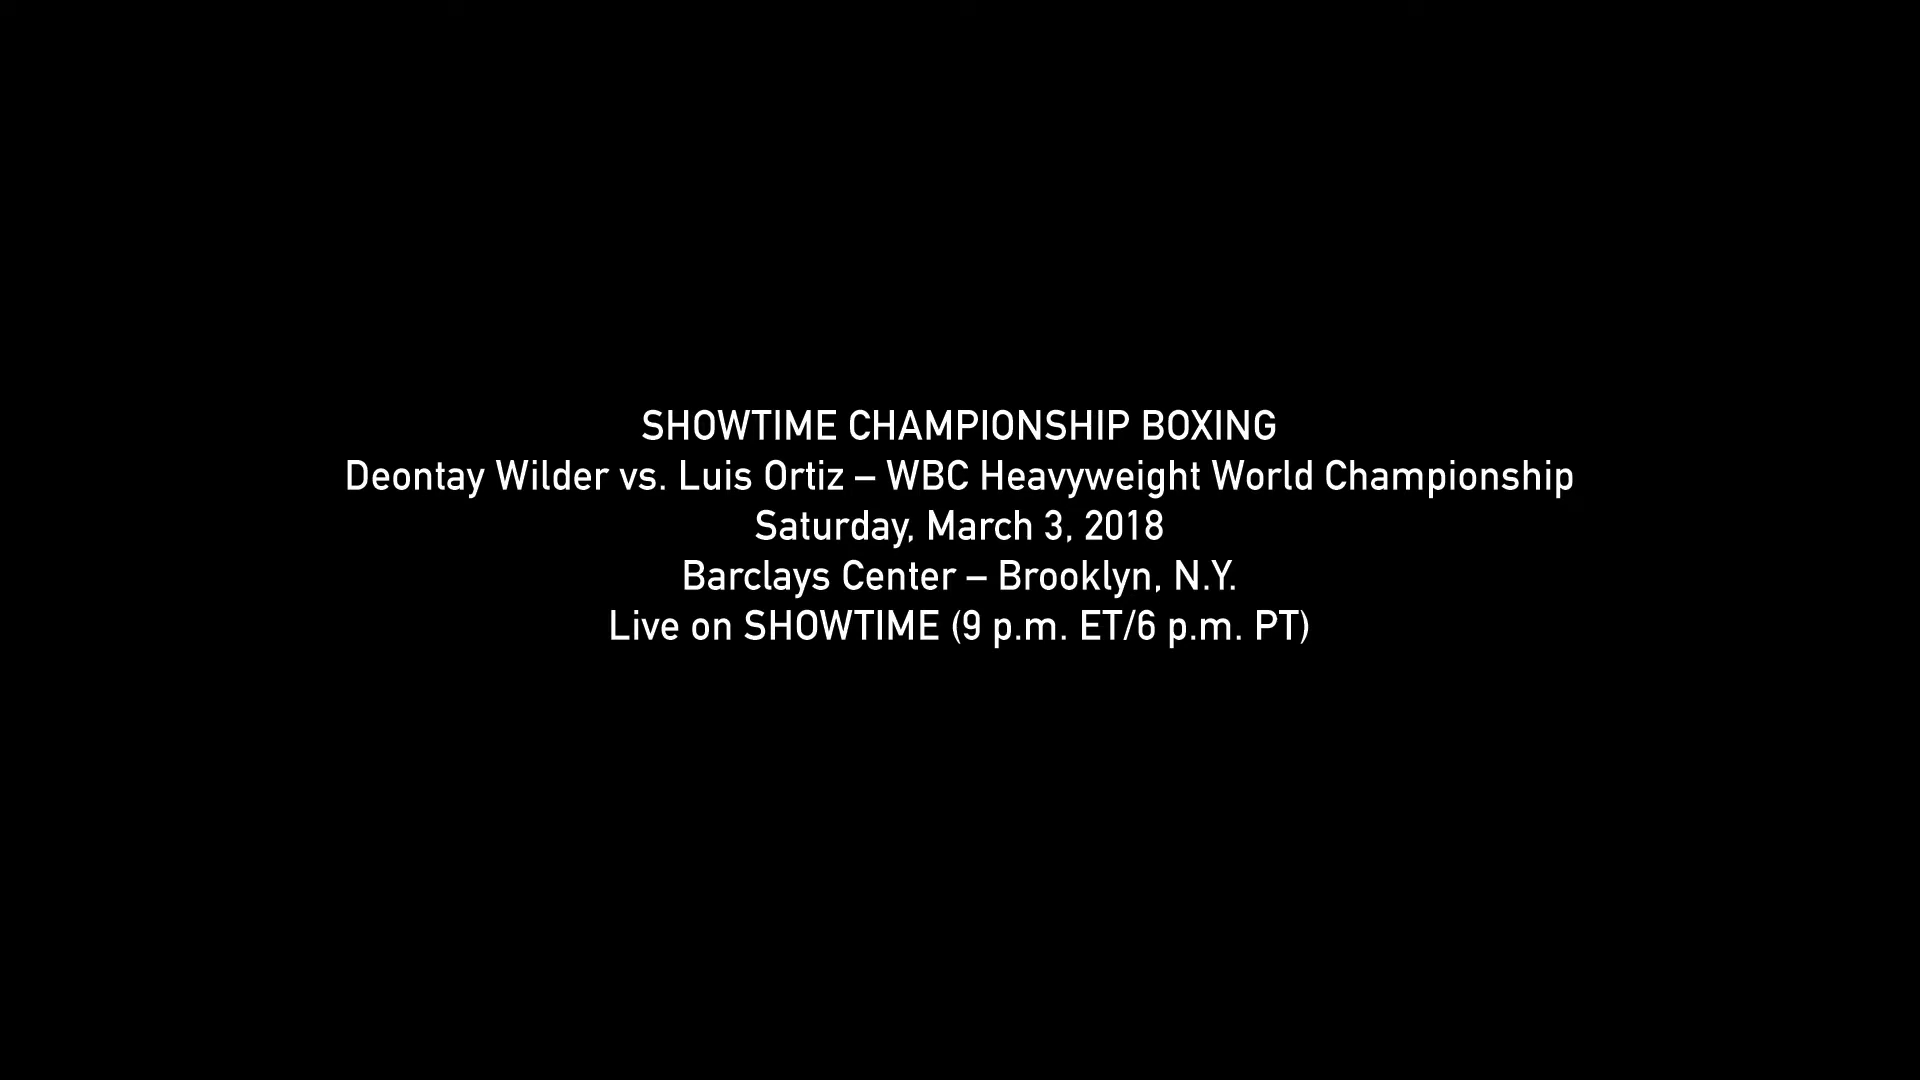 SHOWTIME CHAMPIONSHIP BOXING
Deontay Wilder vs. Luis Ortiz – WBC Heavyweight World Championship
Saturday, March 3, 2018
Barclays Center – Brooklyn, N.Y.
Live on SHOWTIME (9 p.m. ET/6 p.m. PT)